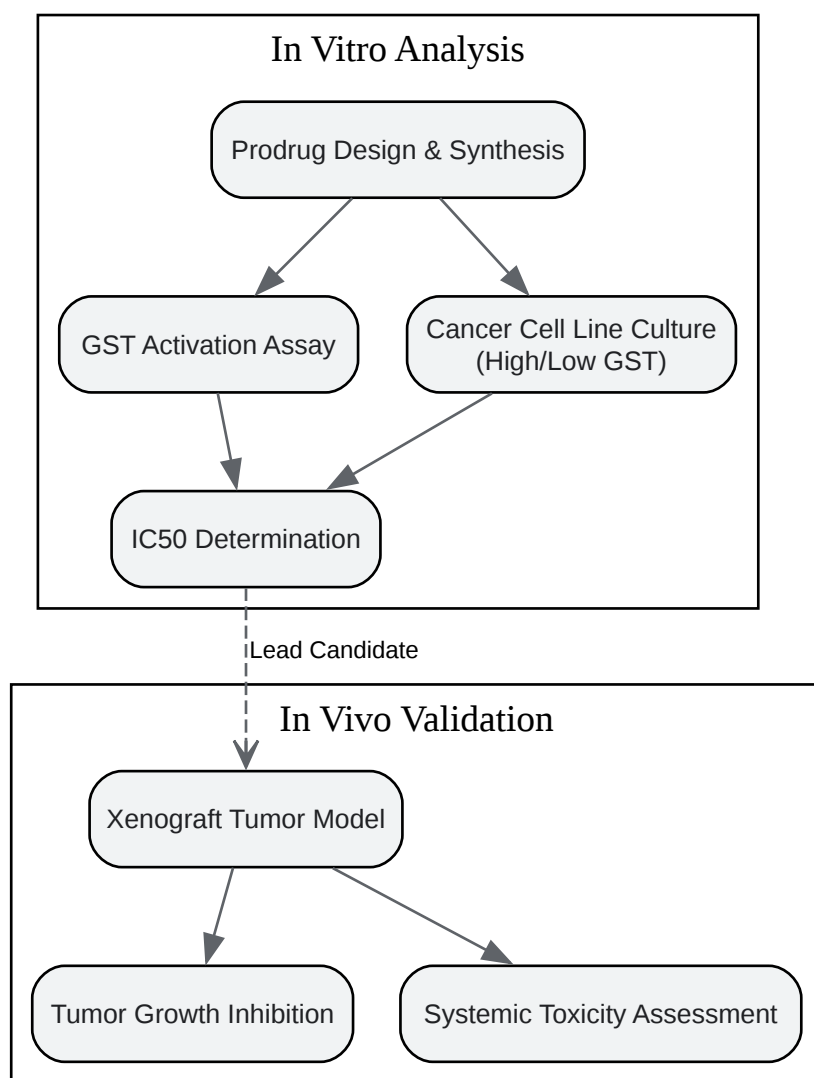 In Vitro Analysis
Prodrug Design & Synthesis
GST Activation Assay
Cancer Cell Line Culture
(High/Low GST)
IC50 Determination
Lead Candidate
In Vivo Validation
Xenograft Tumor Model
Tumor Growth Inhibition
Systemic Toxicity Assessment